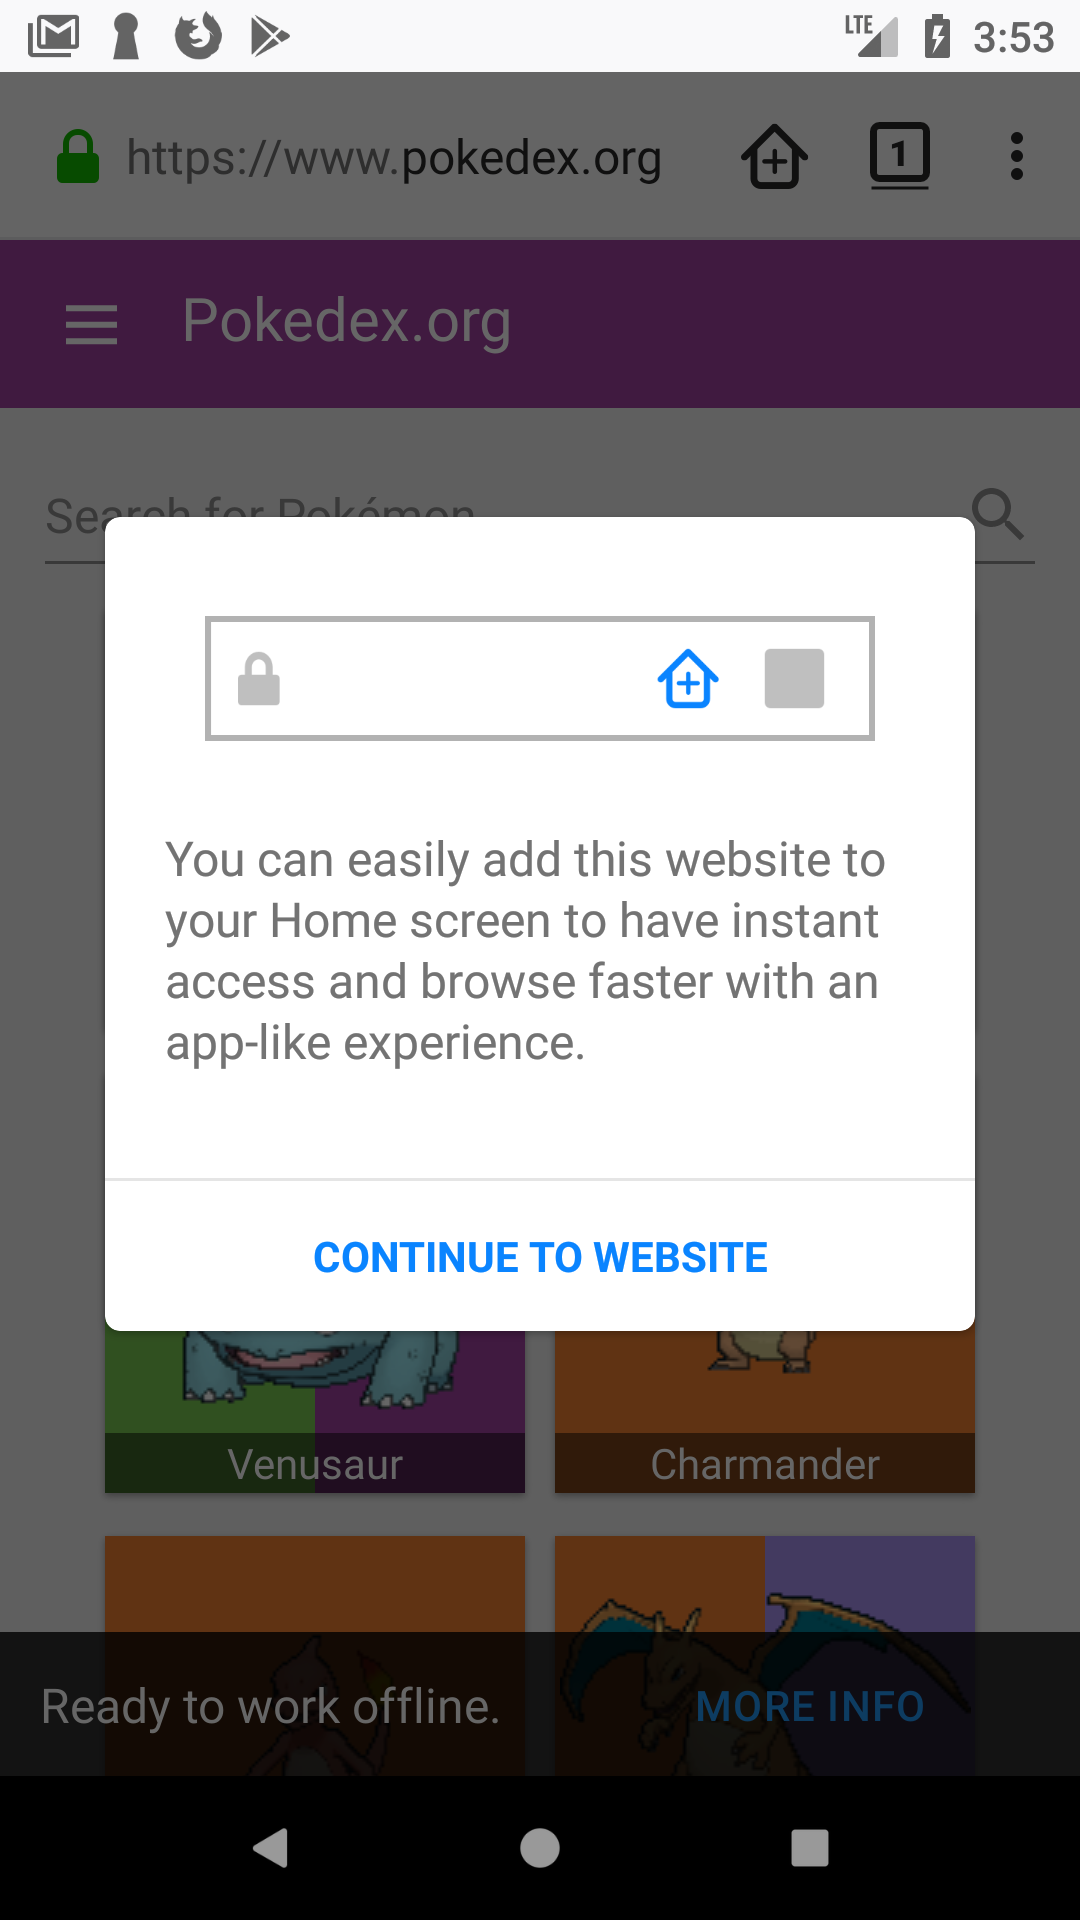 LTE 3:53
https://www.pokedex.org 1
Pokedex.org
Search for Pokémon
You can easily add this website to
your Home screen to have instant
access and browse faster with an
app-like experience.
CONTINUE TO WEBSITE
Venusaur Charmander
Ready to work offline. MORE INFO